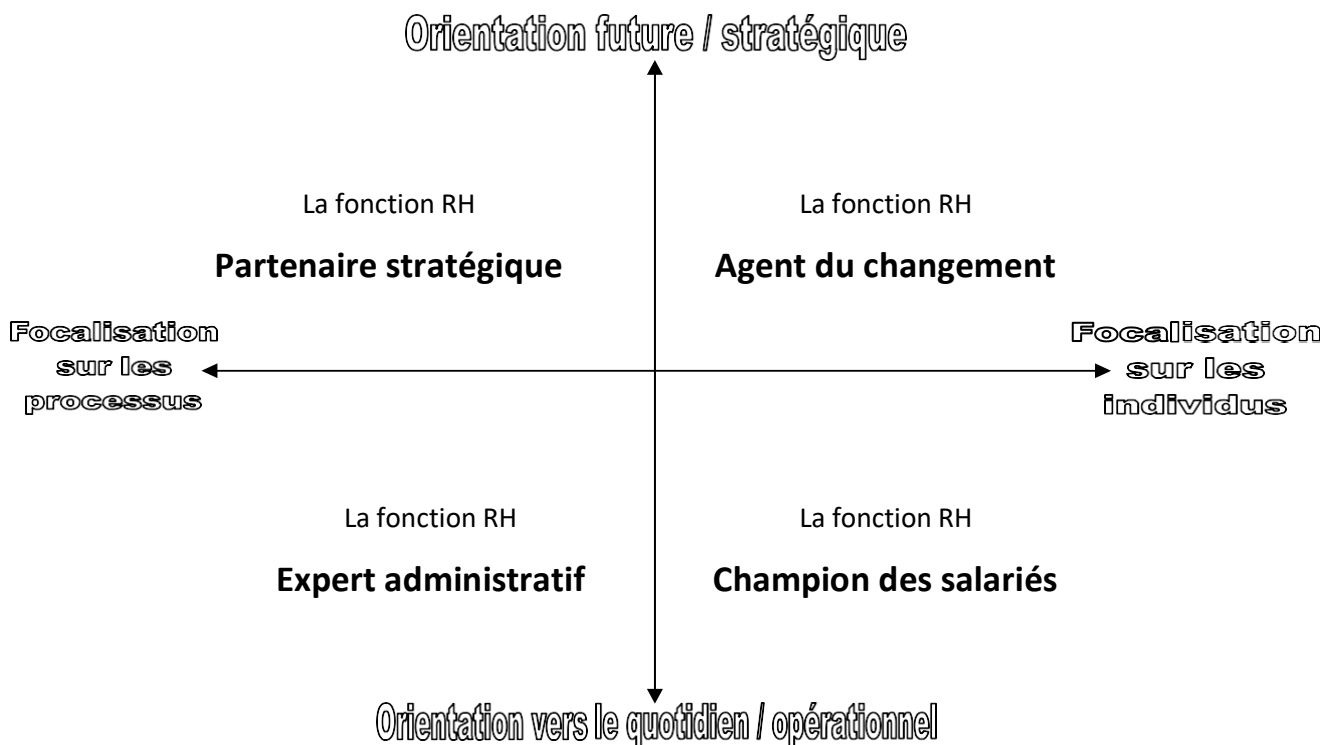 Orientation future / stratégique
La fonction RH
Partenaire stratégique
La fonction RH
Agent du changement
Focalisation
sur les
processus
Focalisation
sur les
individus
La fonction RH
Expert administratif
La fonction RH
Champion des salariés
Orientation vers le quotidien / opérationnel